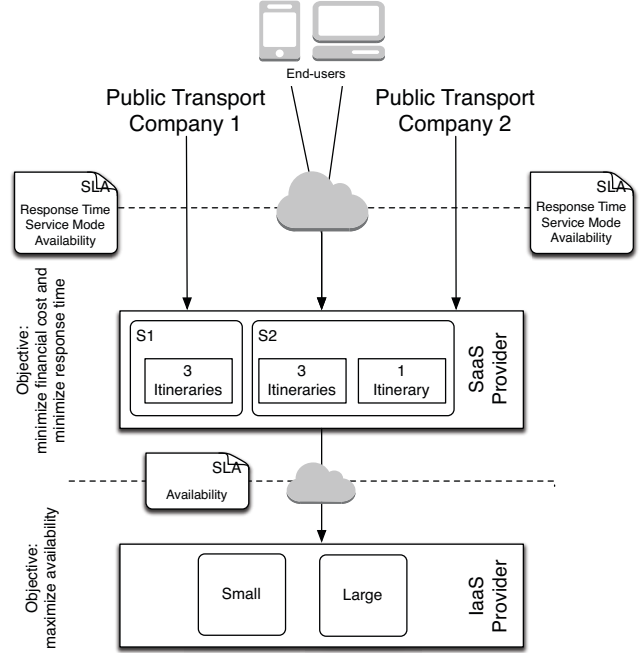 End-users
Public Transport
Company 1
Public Transport
Company 2
SLA
Response Time
Service Mode
Availability
SLA
Response Time
Service Mode
Availability
Objective:
minimize financial cost and
minimize response time
S1
3
Itineraries
S2
3
Itineraries
1
Itinerary
SaaS
Provider
SLA
Availability
Objective:
maximize availability
Small
Large
IaaS
Provider